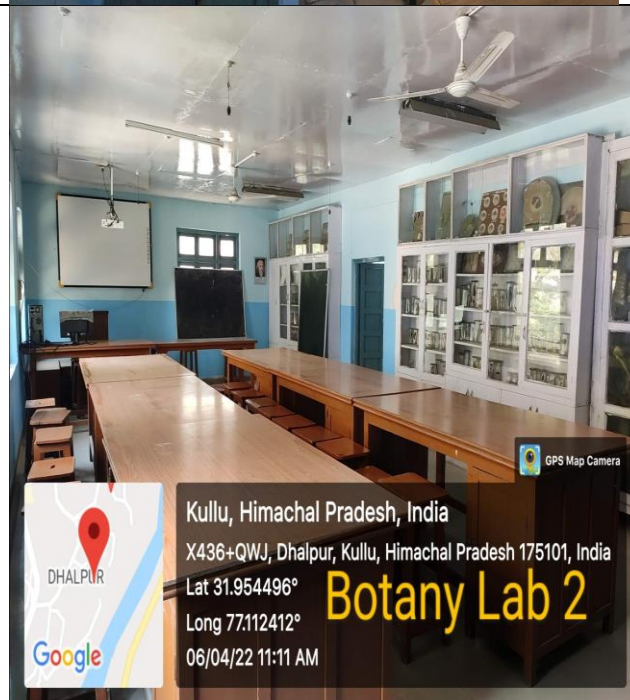 GPS Map Camera
Kullu, Himachal Pradesh, India
X436+QWJ, Dhalpur, Kullu, Himachal Pradesh 175101, India
Lat 31.954496°
Long 77.112412°
06/04/22 11:11 AM
Botany Lab 2
DHALPUR
Google